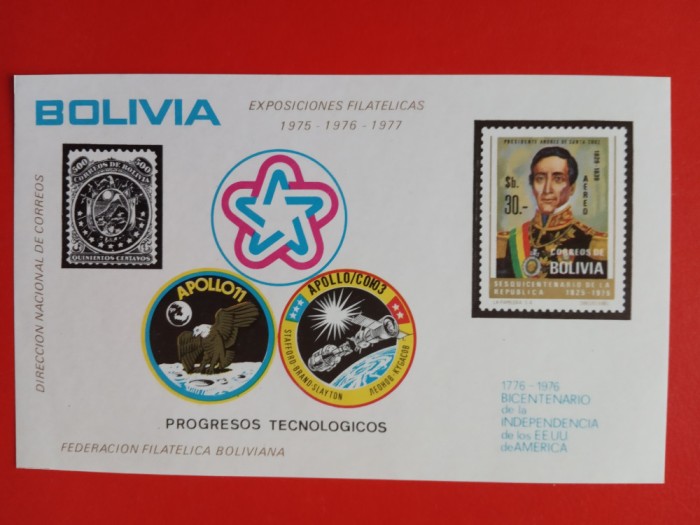 BOLIVIA
EXPOSICIONES FILATELICAS
1975 - 1976 - 1977
DIRECCION NACIONAL DE CORREOS
500 500
CORREOS DE BOLIVIA
QUINIENTOS CENTAVOS
APOLLO 11
APOLLO/СОЮЗ
STAFFORD·BRAND·SLAYTON
ЛЕОНОВ·КУБАСОВ
PRESIDENTE ANDRES DE SANTA CRUZ
1829-1839
AEREO
$b.
30.-
CORREOS DE
BOLIVIA
SESQUICENTENARIO DE LA
REPUBLICA 1825-1975
PROGRESOS TECNOLOGICOS
FEDERACION FILATELICA BOLIVIANA
1776 - 1976
BICENTENARIO
de la
INDEPENDENCIA
de los EEUU
de AMERICA